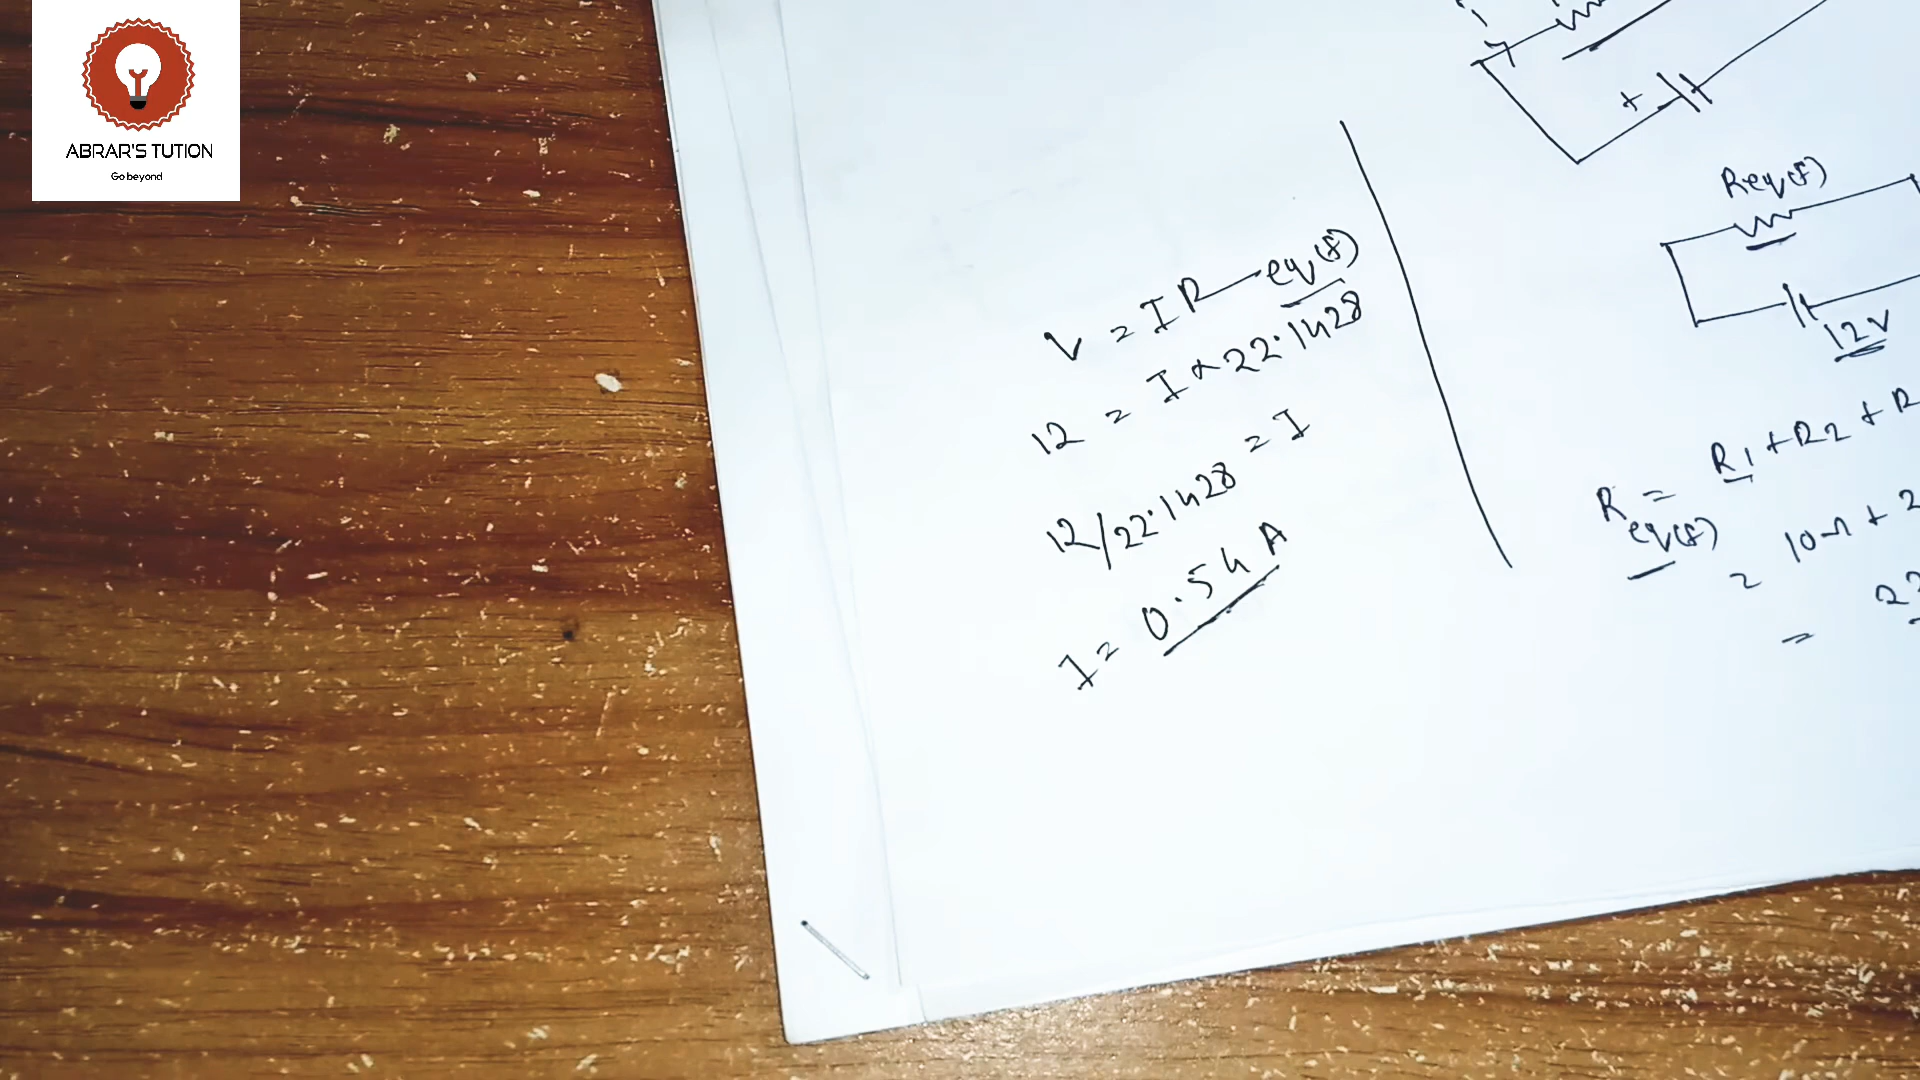 ABRAR'S TUTION
Go beyond
V = IR eq(f)
12 = I × 22.1428
12/22.1428 = I
I = 0.54 A
+
Req(f)
12V
R eq(f) = R1 + R2 + R
= 10Ω + 2
= 22